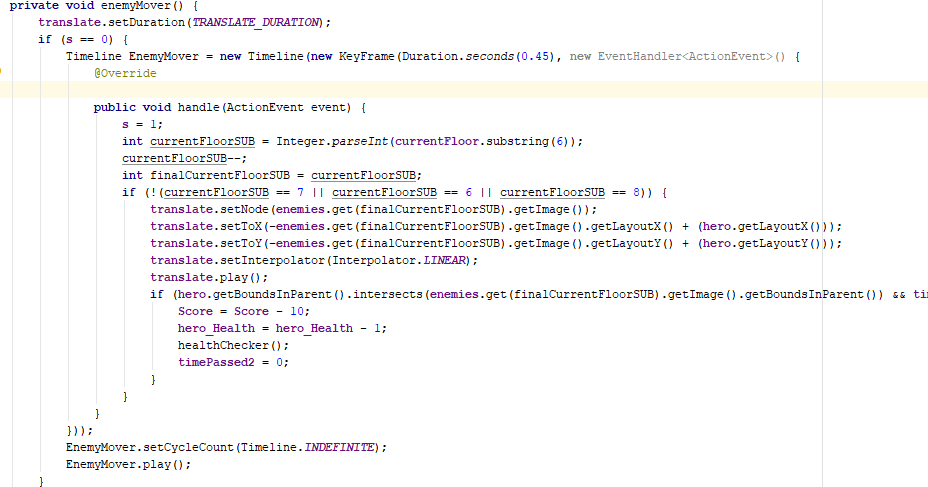 private void enemyMover() {
translate.setDuration(TRANSLATE_DURATION);
if (s == 0) {
Timeline EnemyMover = new Timeline(new KeyFrame(Duration.seconds(0.45), new EventHandler<ActionEvent>() {
@Override
public void handle(ActionEvent event) {
s = 1;
int currentFloorSUB = Integer.parseInt(currentFloor.substring(6));
currentFloorSUB--;
int finalCurrentFloorSUB = currentFloorSUB;
if (!(currentFloorSUB == 7 || currentFloorSUB == 6 || currentFloorSUB == 8)) {
translate.setNode(enemies.get(finalCurrentFloorSUB).getImage());
translate.setToX(-enemies.get(finalCurrentFloorSUB).getImage().getLayoutX() + (hero.getLayoutX()));
translate.setToY(-enemies.get(finalCurrentFloorSUB).getImage().getLayoutY() + (hero.getLayoutY()));
translate.setInterpolator(Interpolator.LINEAR);
translate.play();
if (hero.getBoundsInParent().intersects(enemies.get(finalCurrentFloorSUB).getImage().getBoundsInParent()) &&
Score = Score - 10;
hero_Health = hero_Health - 1;
healthChecker();
timePassed2 = 0;
}
}
}
}));
EnemyMover.setCycleCount(Timeline.INDEFINITE);
EnemyMover.play();
}